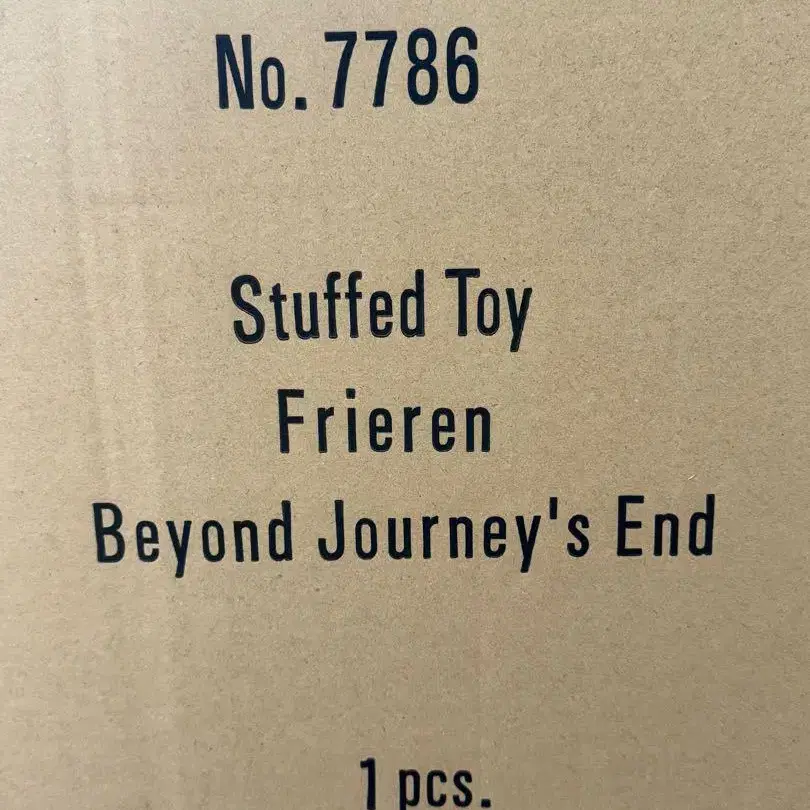 No. 7786
Stuffed Toy
Frieren
Beyond Journey's End
1 pcs.